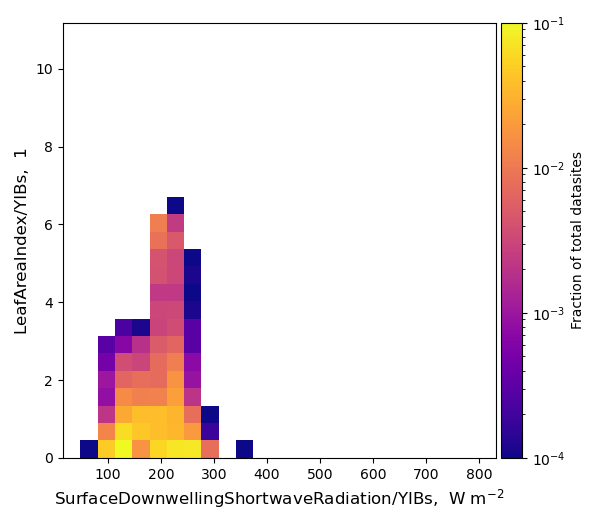 10
8
6
4
2
0
LeafAreaIndex/YIBs, 1
100 200 300 400 500 600 700 800
SurfaceDownwellingShortwaveRadiation/YIBs, W m⁻²
10⁻¹
10⁻²
10⁻³
10⁻⁴
Fraction of total datasites